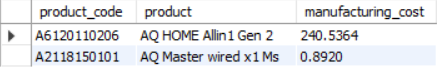 product_code product manufacturing_cost
A6120110206 AQ HOME Allin1 Gen 2 240.5364
A2118150101 AQ Master wired x1 Ms 0.8920